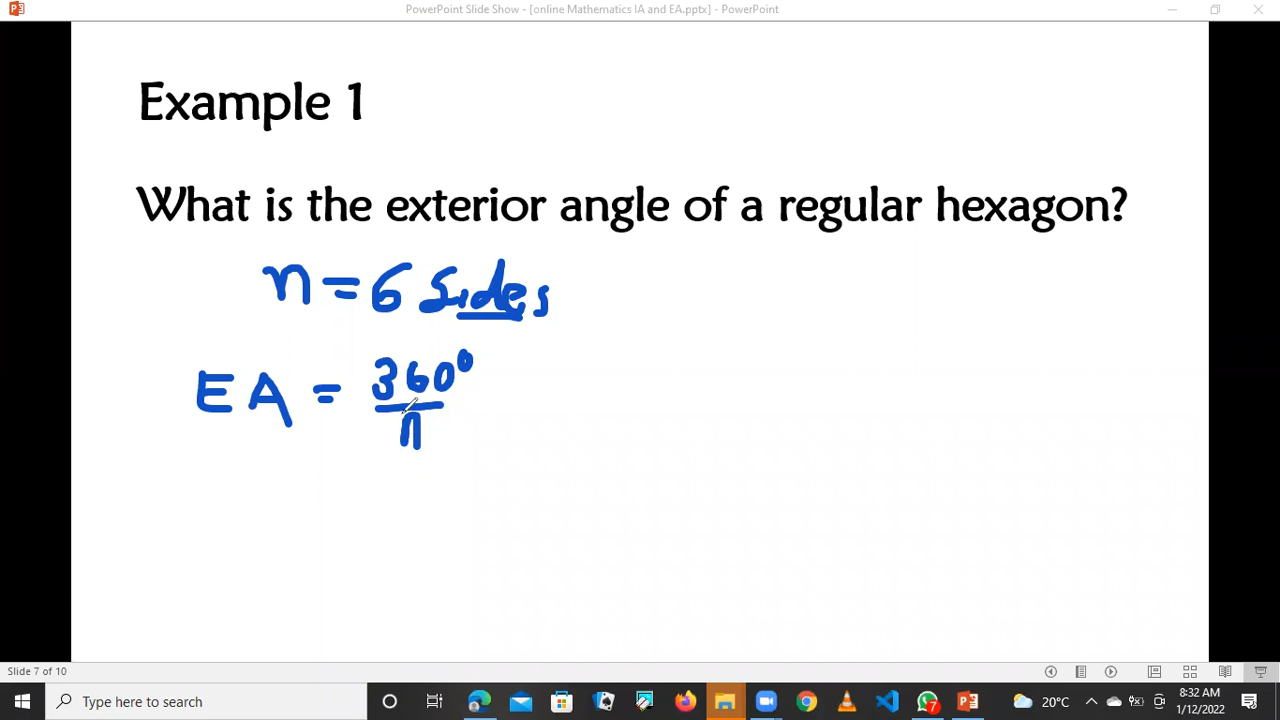 PowerPoint Slide Show - [online Mathematics IA and EA.pptx] - PowerPoint
Example 1
What is the exterior angle of a regular hexagon?
n = 6 sides
EA = 360°
n
Slide 7 of 10
Type here to search
7
20°C
8:32 AM
1/12/2022